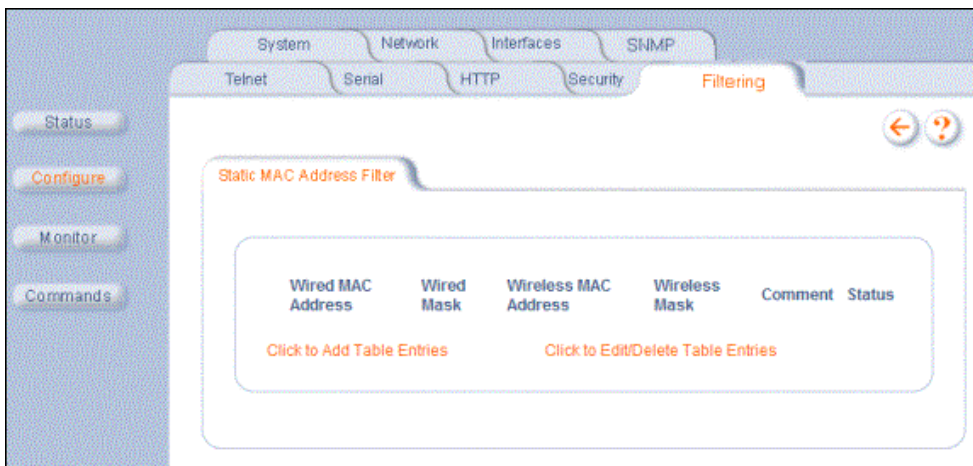 System Network Interfaces SNMP
Telnet Serial HTTP Security Filtering
Status
?
Configure
Static MAC Address Filter
Monitor
Commands
Wired MAC Address
Wired Mask
Wireless MAC Address
Wireless Mask
Comment
Status
Click to Add Table Entries
Click to Edit/Delete Table Entries